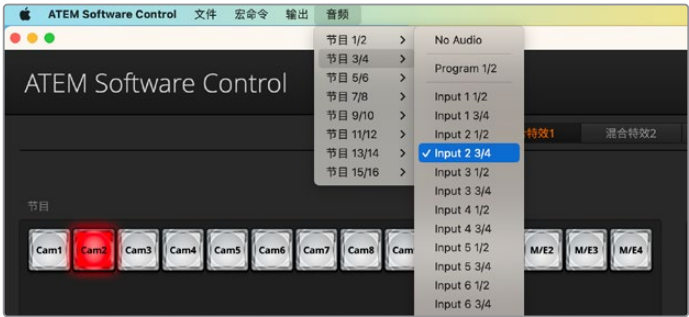 ATEM Software Control 文件 宏命令 输出 音频
节目 1/2
节目 3/4
节目 5/6
节目 7/8
节目 9/10
节目 11/12
节目 13/14
节目 15/16
No Audio
Program 1/2
Input 1 1/2
Input 1 3/4
Input 2 1/2
✓ Input 2 3/4
Input 3 1/2
Input 3 3/4
Input 4 1/2
Input 4 3/4
Input 5 1/2
Input 5 3/4
Input 6 1/2
Input 6 3/4
ATEM Software Control
特效1 混合特效2
节目
Cam1 Cam2 Cam3 Cam4 Cam5 Cam6 Cam7 Cam8 Cam M/E2 M/E3 M/E4